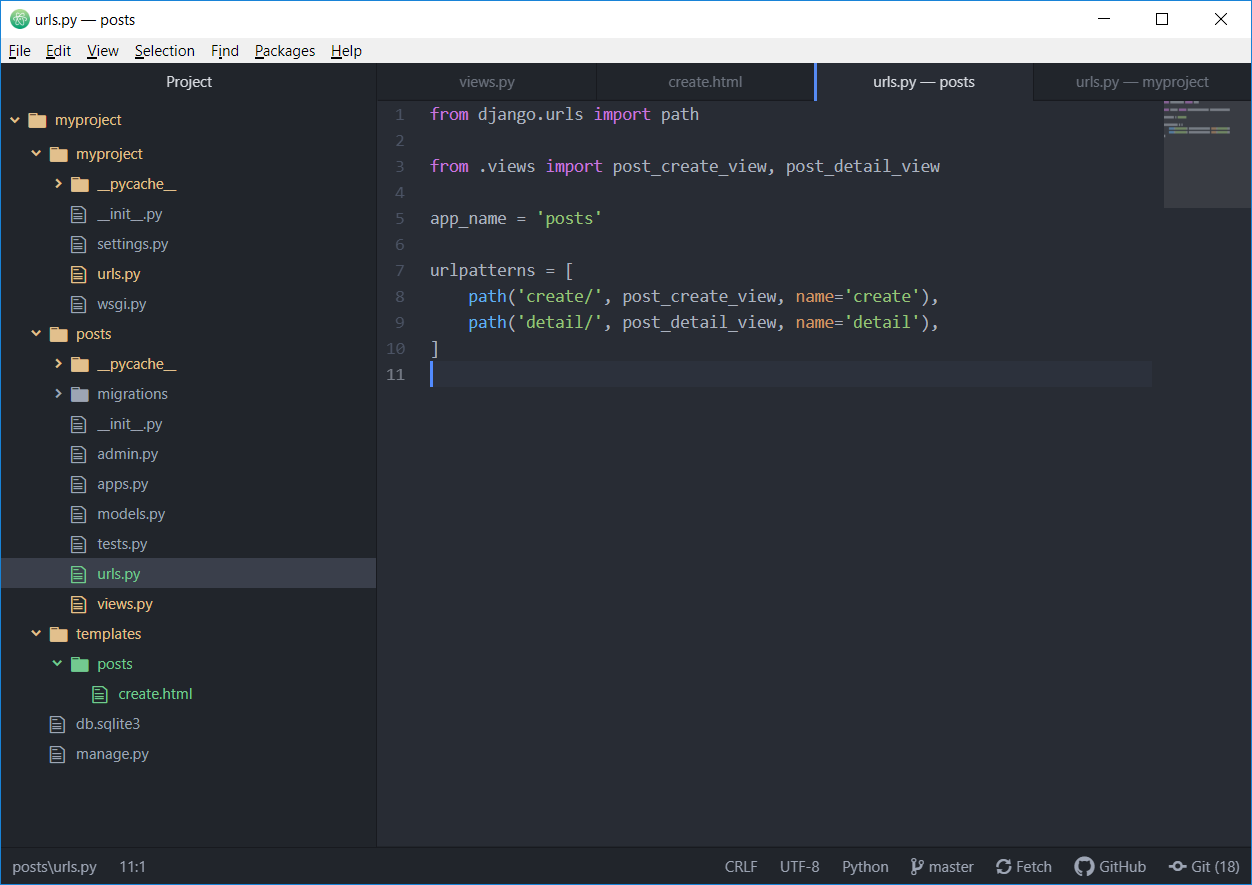 urls.py — posts
File Edit View Selection Find Packages Help
Project
myproject
myproject
__pycache__
__init__.py
settings.py
urls.py
wsgi.py
posts
__pycache__
migrations
__init__.py
admin.py
apps.py
models.py
tests.py
urls.py
views.py
templates
posts
create.html
db.sqlite3
manage.py
views.py create.html urls.py — posts urls.py — myproject
1 from django.urls import path
2
3 from .views import post_create_view, post_detail_view
4
5 app_name = 'posts'
6
7 urlpatterns = [
8     path('create/', post_create_view, name='create'),
9     path('detail/', post_detail_view, name='detail'),
10 ]
11
posts\urls.py 11:1 CRLF UTF-8 Python master Fetch GitHub Git (18)